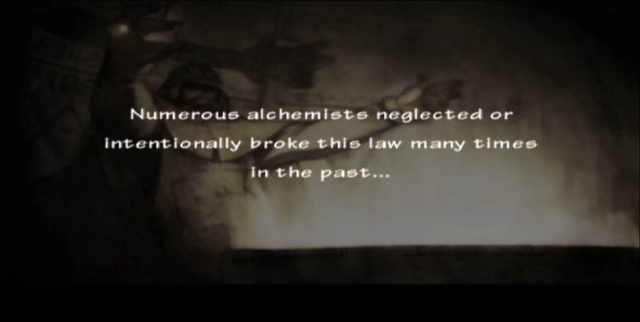 Numerous alchemists neglected or
intentionally broke this law many times
in the past...